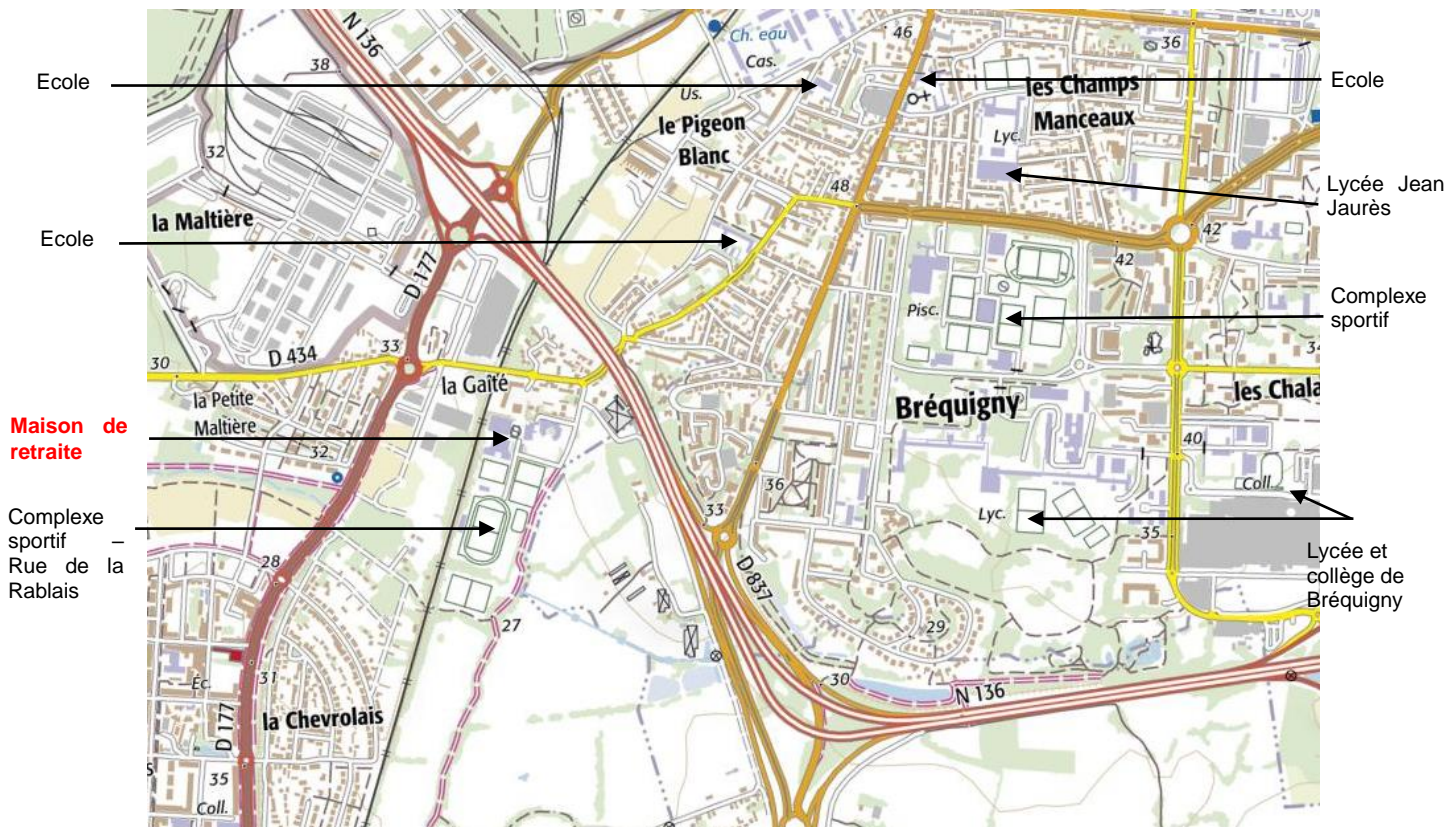 Ecole
Ecole
Maison de
retraite
Complexe
sportif –
Rue de la
Rablais
N 136
38
Ch. eau
Cas.
Us.
le Pigeon
Blanc
46
36
les Champs
Manceaux
Lyc.
32
la Maltière
48
42
42
D 177
33
D 434
30
la Gaîté
la Petite
Maltière
32
Pisc.
Bréquigny
les Chala
34
40
Coll.
36
33
Lyc.
35
D 837
28
27
29
31
Éc.
la Chevrolais
D 177
35
Coll.
30
N 136
Ecole
Lycée Jean
Jaurès
Complexe
sportif
Lycée et
collège de
Bréquigny